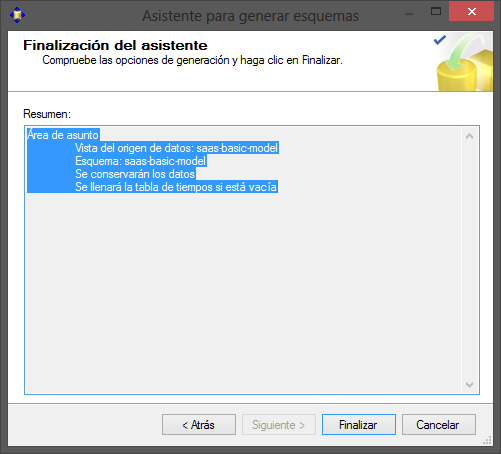 Asistente para generar esquemas
Finalización del asistente
Compruebe las opciones de generación y haga clic en Finalizar.
Resumen:
Área de asunto
Vista del origen de datos: saas-basic-model
Esquema: saas-basic-model
Se conservarán los datos
Se llenará la tabla de tiempos si está vacía
< Atrás
Siguiente >
Finalizar
Cancelar